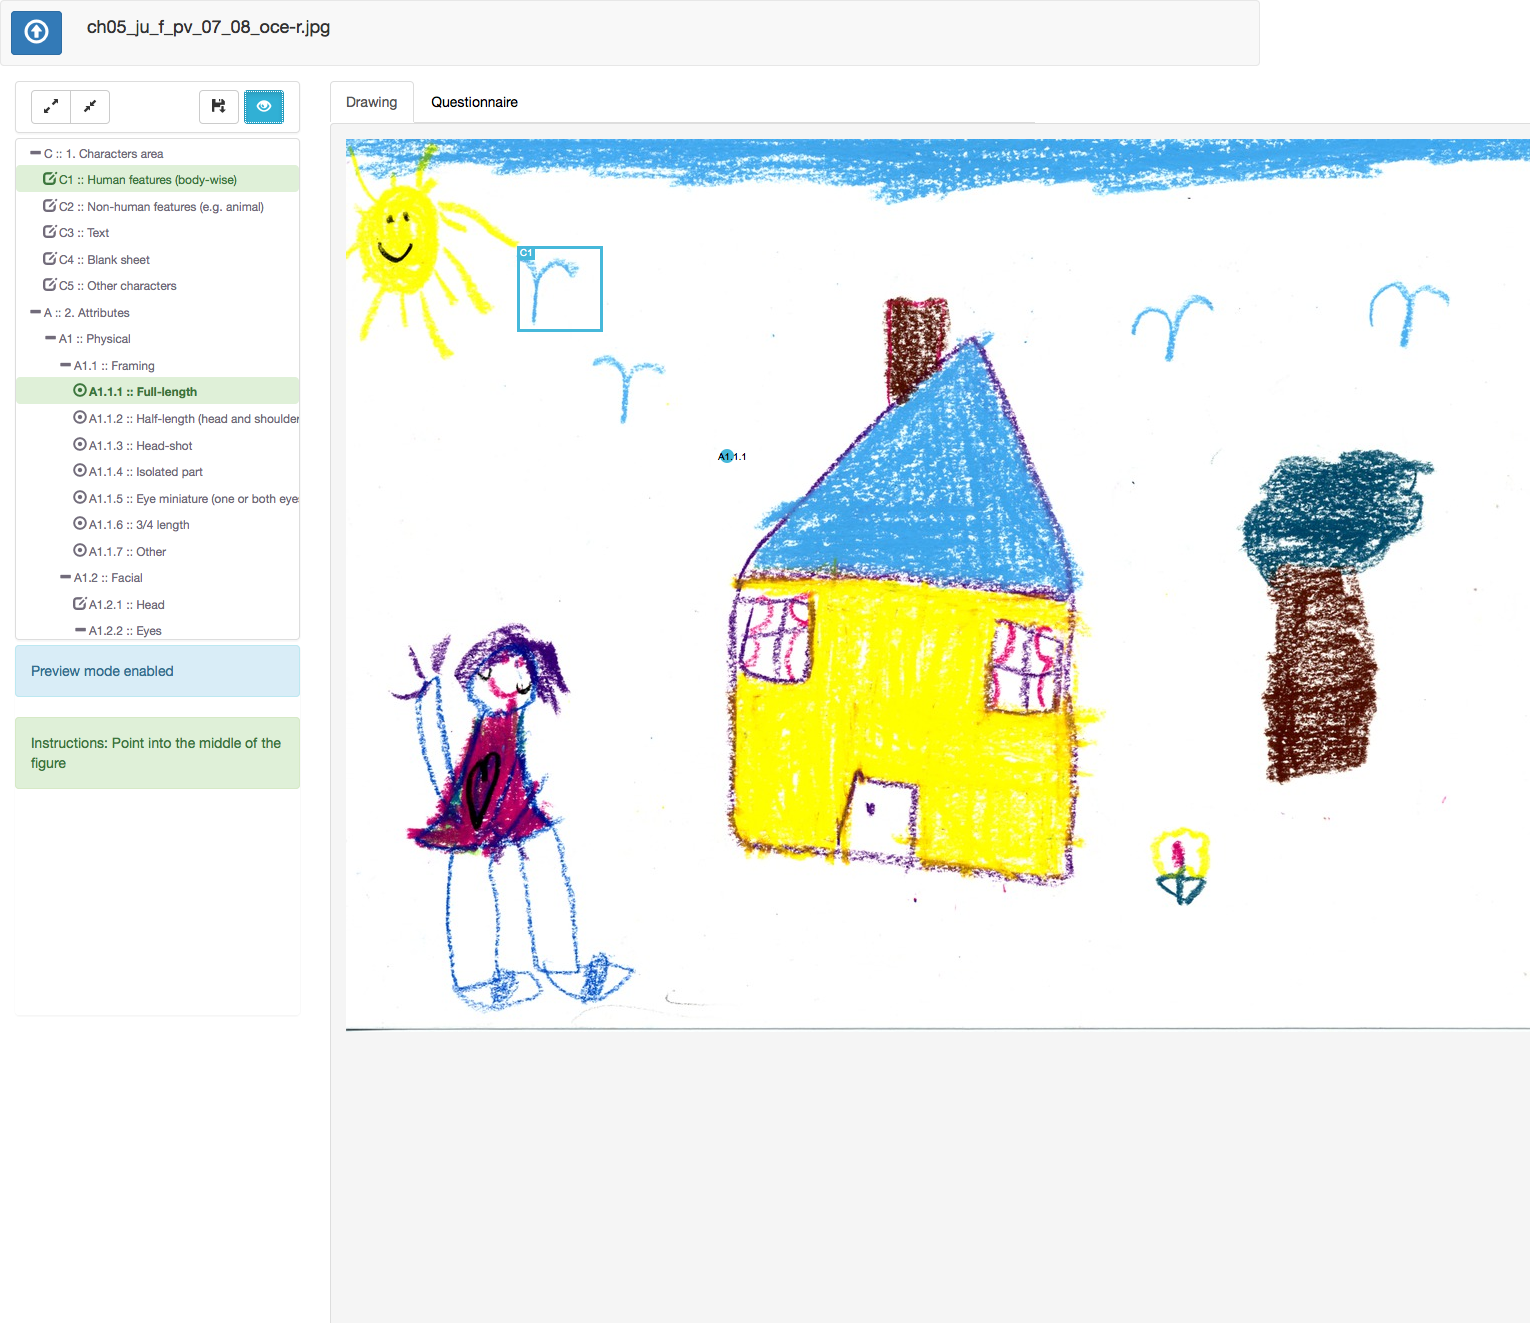 ch05_ju_f_pv_07_08_oce-r.jpg
Drawing
Questionnaire
C :: 1. Characters area
C1 :: Human features (body-wise)
C2 :: Non-human features (e.g. animal)
C3 :: Text
C4 :: Blank sheet
C5 :: Other characters
A :: 2. Attributes
A1 :: Physical
A1.1 :: Framing
A1.1.1 :: Full-length
A1.1.2 :: Half-length (head and shoulder
A1.1.3 :: Head-shot
A1.1.4 :: Isolated part
A1.1.5 :: Eye miniature (one or both eye
A1.1.6 :: 3/4 length
A1.1.7 :: Other
A1.2 :: Facial
A1.2.1 :: Head
A1.2.2 :: Eyes
Preview mode enabled
Instructions: Point into the middle of the
figure
C1
A1.1.1